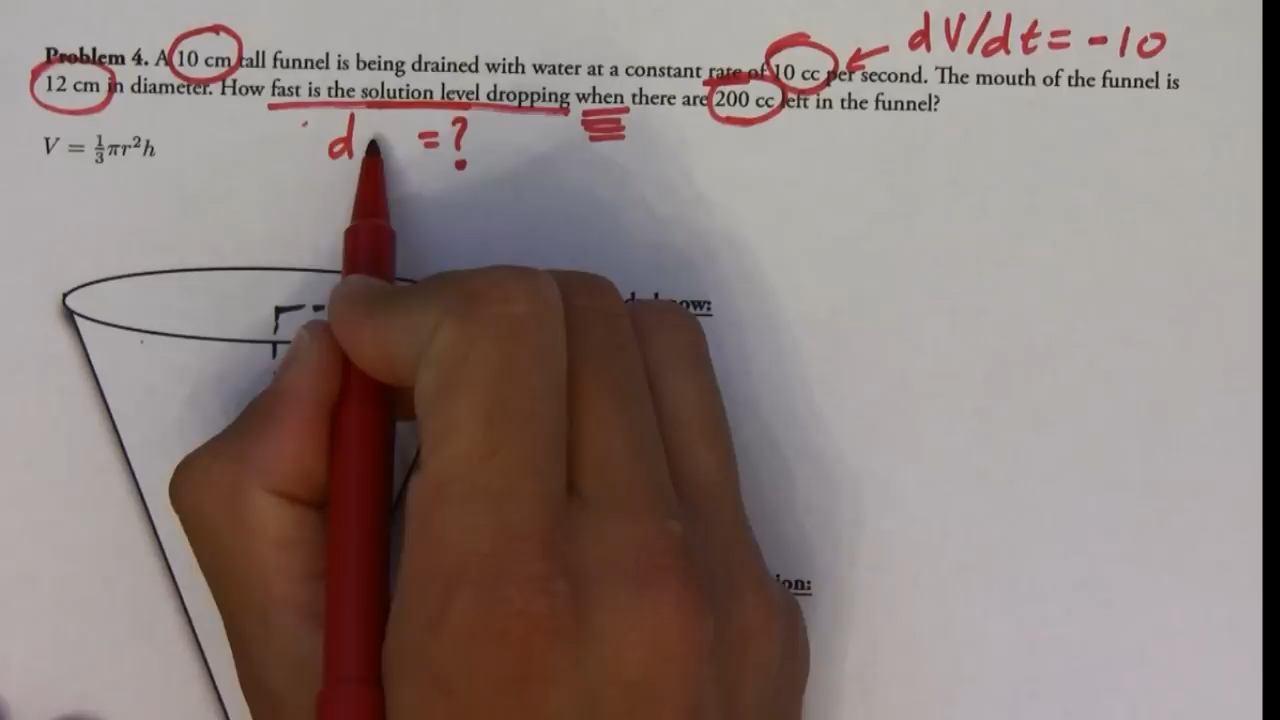 dV/dt = -10
Problem 4. A 10 cm tall funnel is being drained with water at a constant rate of 10 cc per second. The mouth of the funnel is
12 cm in diameter. How fast is the solution level dropping when there are 200 cc left in the funnel?
d = ?
V = ⅓πr²h